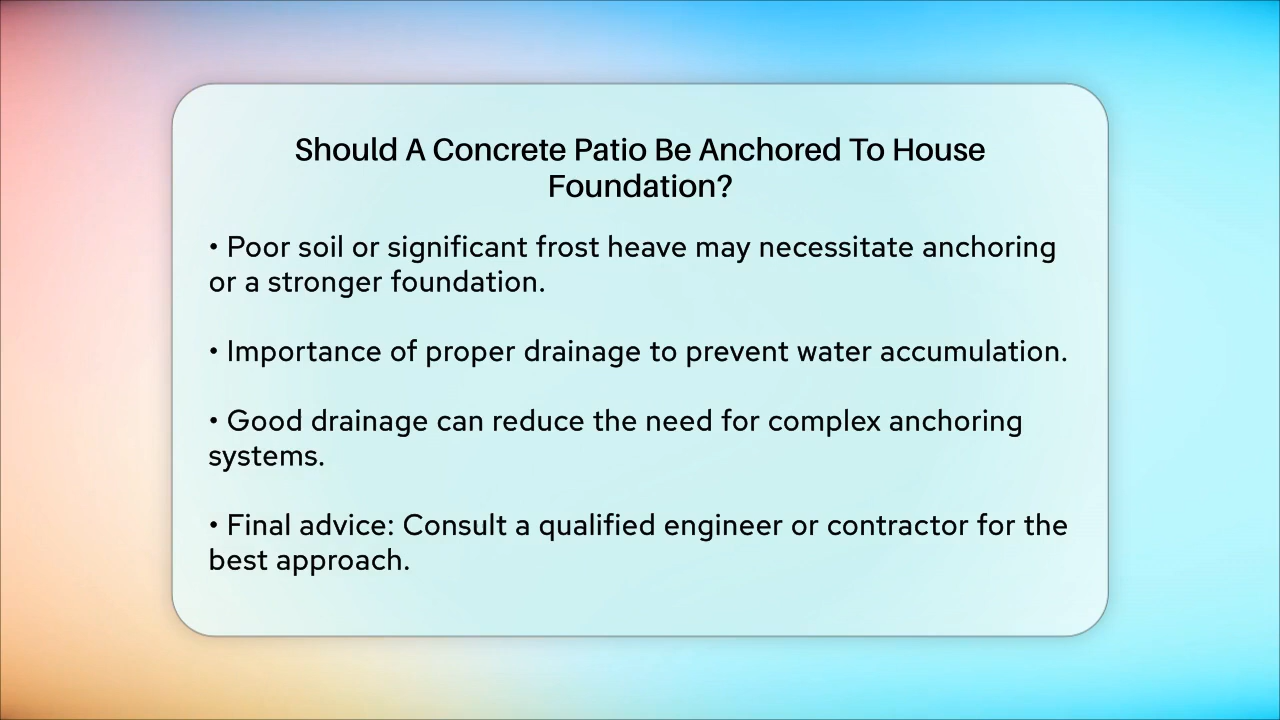 Should A Concrete Patio Be Anchored To House
Foundation?
• Poor soil or significant frost heave may necessitate anchoring
or a stronger foundation.
• Importance of proper drainage to prevent water accumulation.
• Good drainage can reduce the need for complex anchoring
systems.
• Final advice: Consult a qualified engineer or contractor for the
best approach.